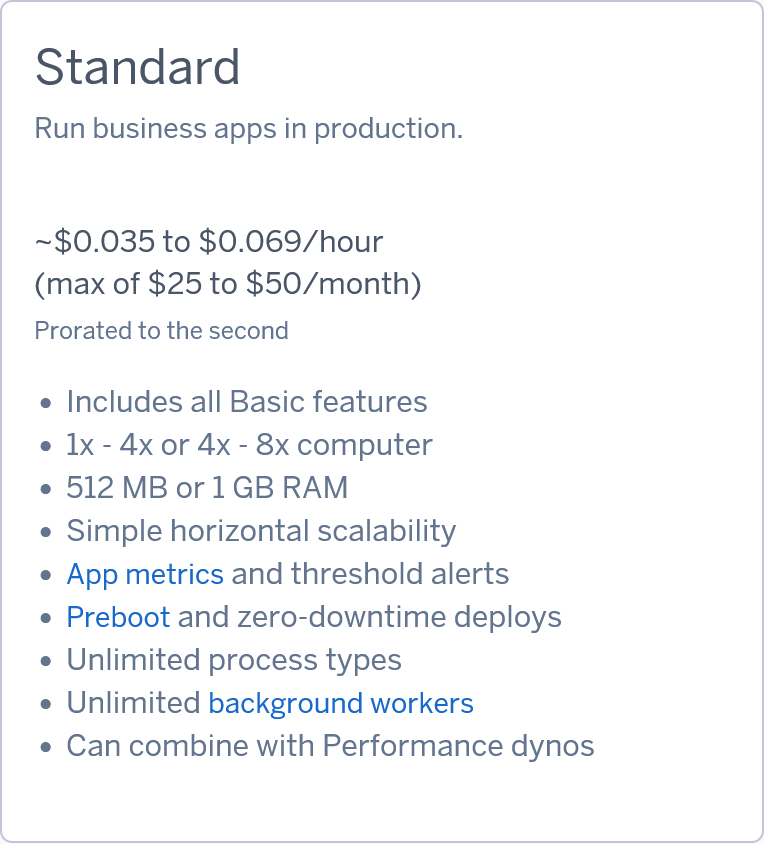 Standard
Run business apps in production.
~$0.035 to $0.069/hour
(max of $25 to $50/month)
Prorated to the second
• Includes all Basic features
• 1x - 4x or 4x - 8x computer
• 512 MB or 1 GB RAM
• Simple horizontal scalability
• App metrics and threshold alerts
• Preboot and zero-downtime deploys
• Unlimited process types
• Unlimited background workers
• Can combine with Performance dynos